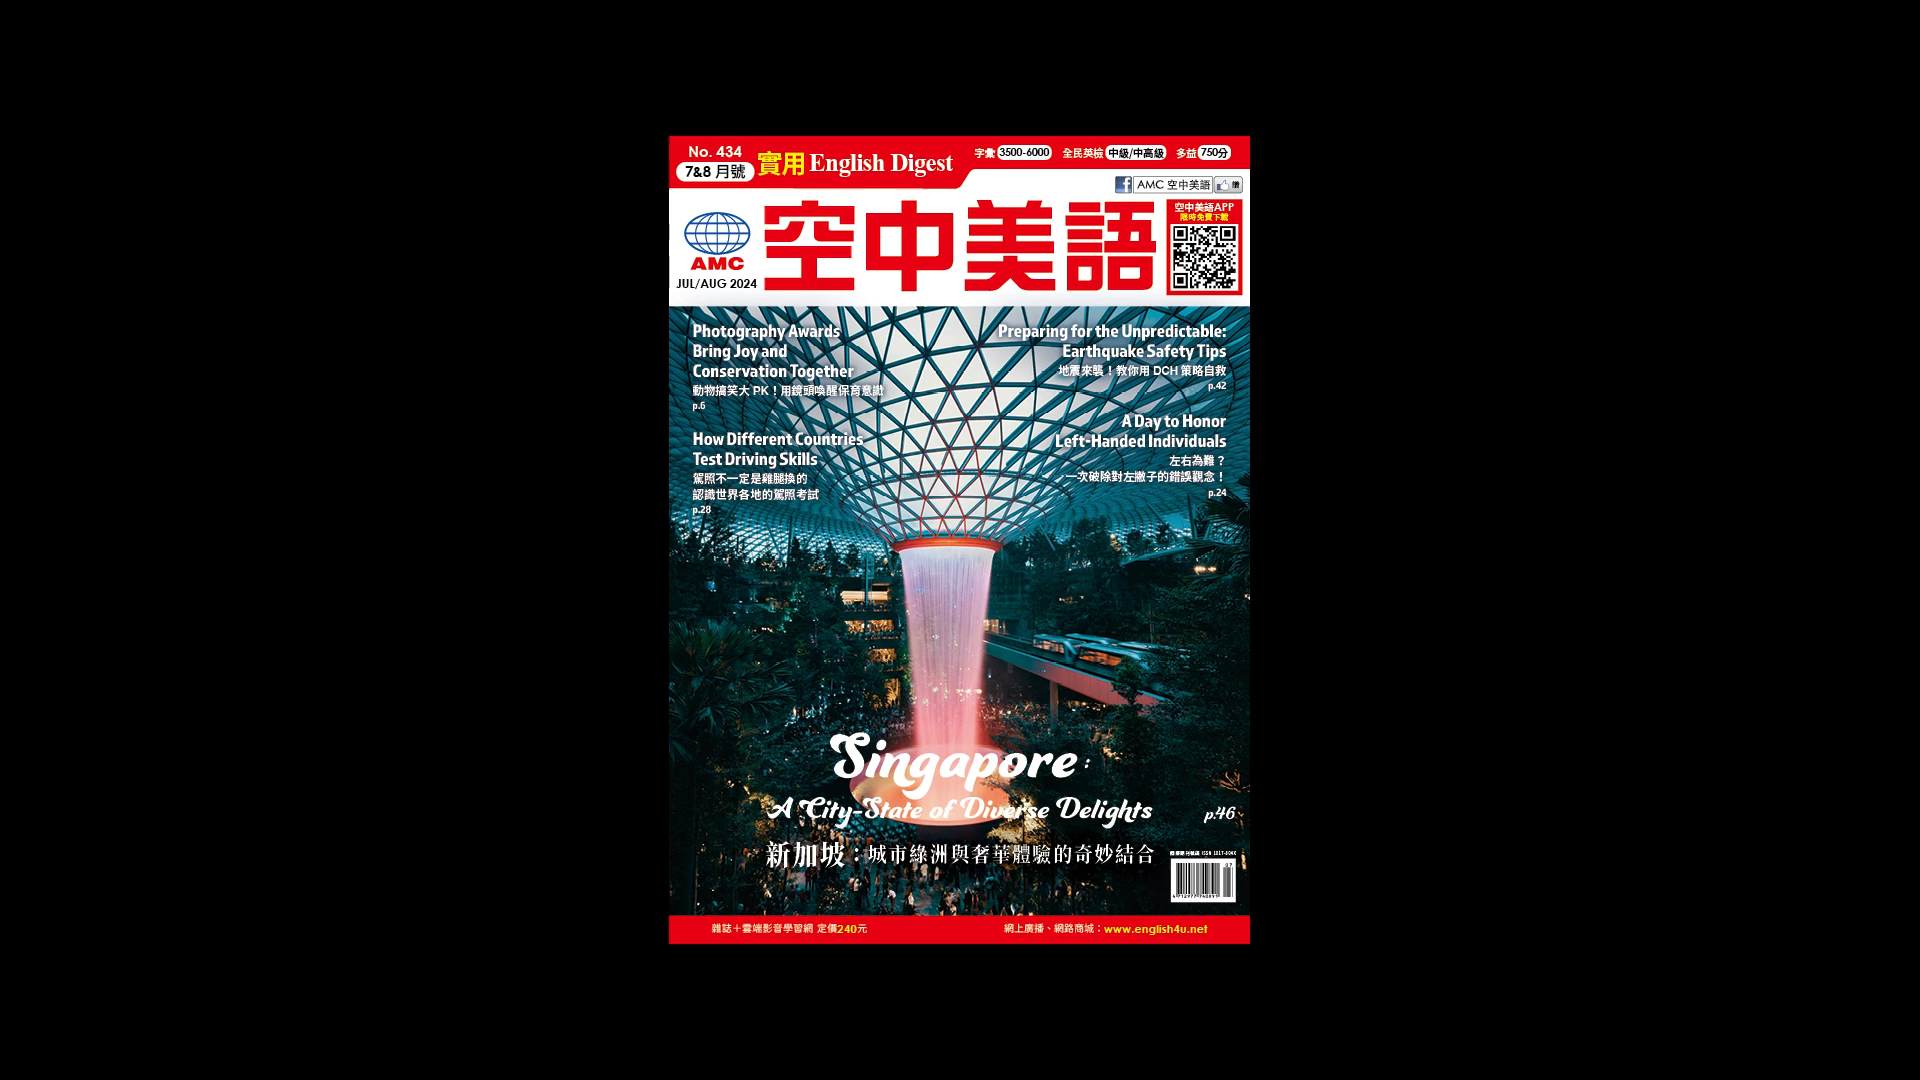 No. 434
7&8 月號
實用 English Digest
字彙 3500-6000 全民英檢 中級/中高級 多益 750分
AMC 空中美語 讚
AMC
JUL/AUG 2024
空中美語
空中美語APP
限時免費下載
Photography Awards
Bring Joy and
Conservation Together
動物搞笑大 PK！用鏡頭喚醒保育意識
p.6
How Different Countries
Test Driving Skills
駕照不一定是雞腿換的
認識世界各地的駕照考試
p.28
Preparing for the Unpredictable:
Earthquake Safety Tips
地震來襲！教你用 DCH 策略自救
p.42
A Day to Honor
Left-Handed Individuals
左右為難？
一次破除對左撇子的錯誤觀念！
p.24
Singapore:
A City-State of Diverse Delights
p.46
新加坡：城市綠洲與奢華體驗的奇妙結合
雜誌＋雲端影音學習網 定價240元
網上廣播、網路商城：www.english4u.net